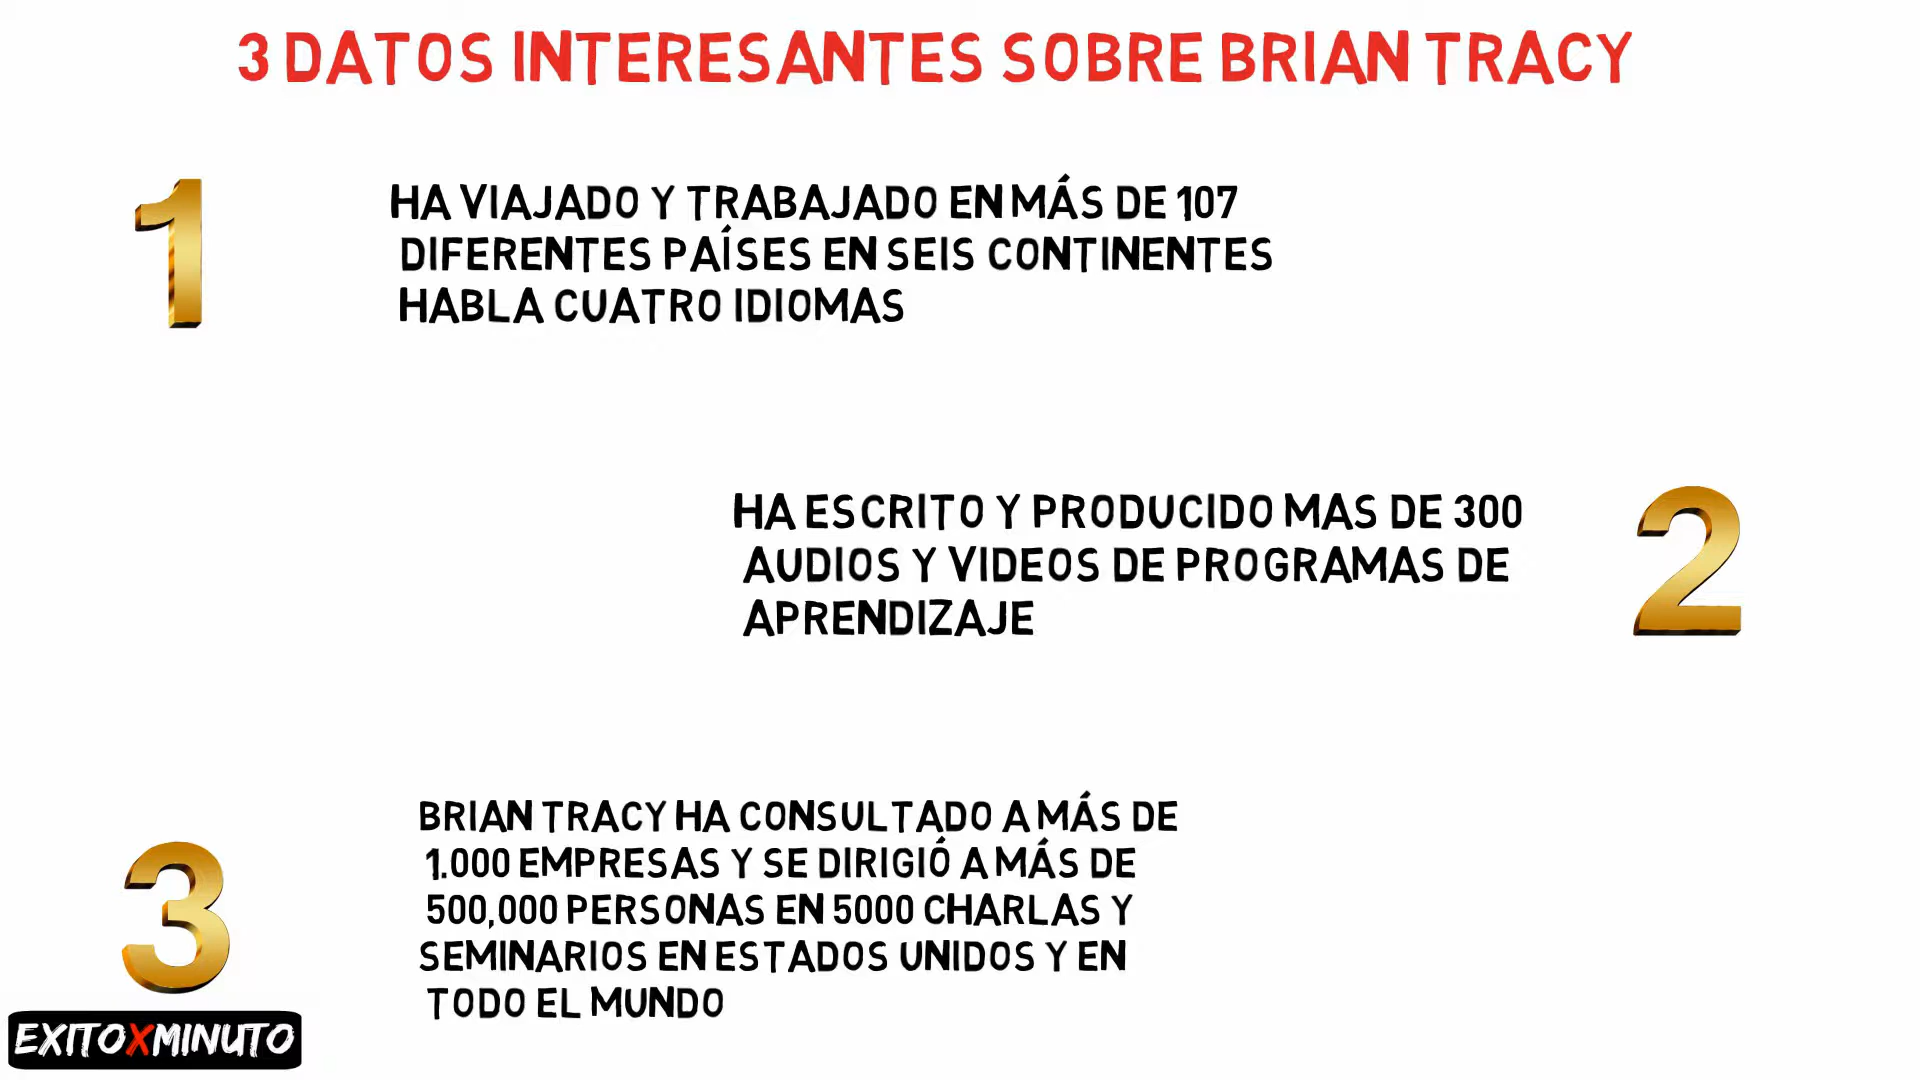 3 DATOS INTERESANTES SOBRE BRIAN TRACY
1
HA VIAJADO Y TRABAJADO EN MÁS DE 107
DIFERENTES PAÍSES EN SEIS CONTINENTES
HABLA CUATRO IDIOMAS
HA ESCRITO Y PRODUCIDO MAS DE 300
AUDIOS Y VIDEOS DE PROGRAMAS DE
APRENDIZAJE
2
3
BRIAN TRACY HA CONSULTADO A MÁS DE
1.000 EMPRESAS Y SE DIRIGIÓ A MÁS DE
500,000 PERSONAS EN 5000 CHARLAS Y
SEMINARIOS EN ESTADOS UNIDOS Y EN
TODO EL MUNDO
EXITOXMINUTO